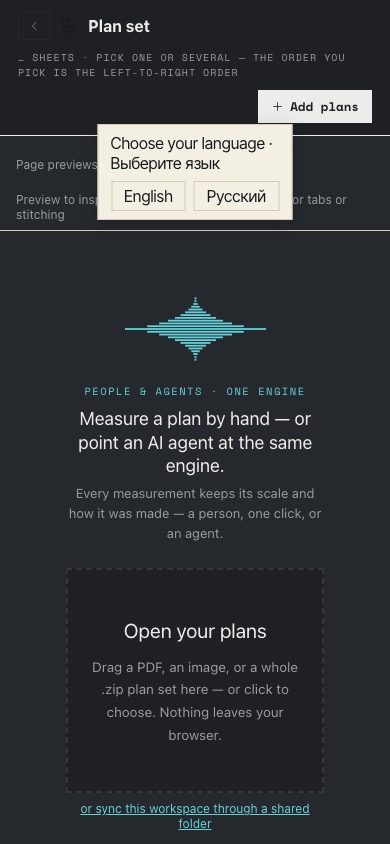 Plan set
… SHEETS · PICK ONE OR SEVERAL — THE ORDER YOU
PICK IS THE LEFT-TO-RIGHT ORDER
+ Add plans
Choose your language ·
Выберите язык
English
Русский
Page previews
Preview to insp
or tabs or
stitching
PEOPLE & AGENTS · ONE ENGINE
Measure a plan by hand — or
point an AI agent at the same
engine.
Every measurement keeps its scale and
how it was made — a person, one click, or
an agent.
Open your plans
Drag a PDF, an image, or a whole
.zip plan set here — or click to
choose. Nothing leaves your
browser.
or sync this workspace through a shared
folder